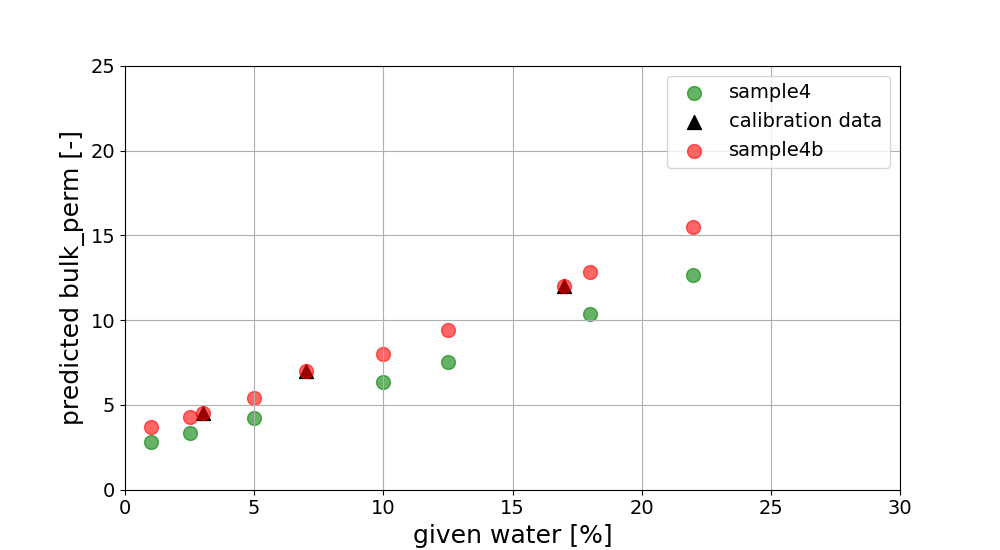 sample4
calibration data
sample4b
25
20
15
10
5
0
0 5 10 15 20 25 30
predicted bulk_perm [-]
given water [%]